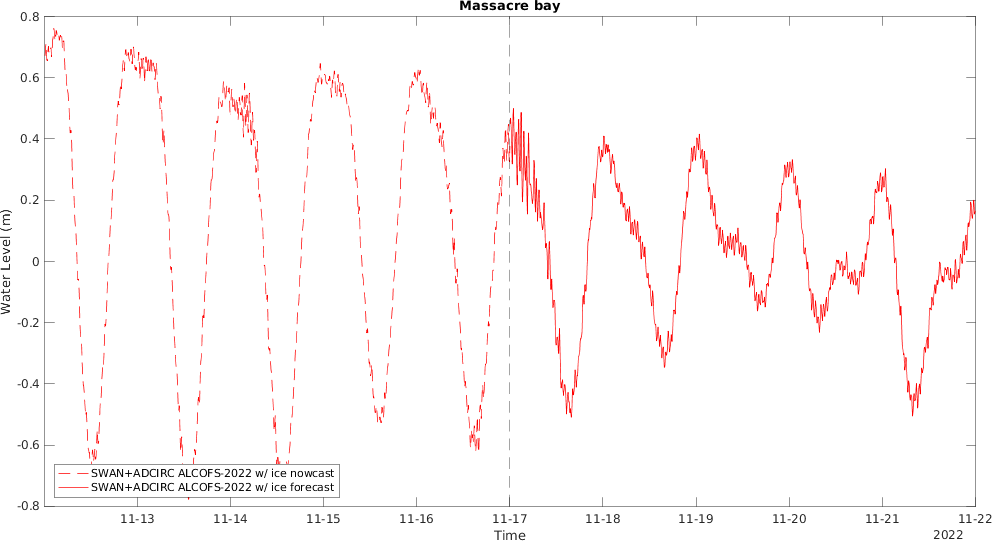 Massacre bay
0.8
0.6
0.4
0.2
0
-0.2
-0.4
-0.6
-0.8
Water Level (m)
SWAN+ADCIRC ALCOFS-2022 w/ ice nowcast
SWAN+ADCIRC ALCOFS-2022 w/ ice forecast
11-13 11-14 11-15 11-16 11-17 11-18 11-19 11-20 11-21 11-22
Time
2022